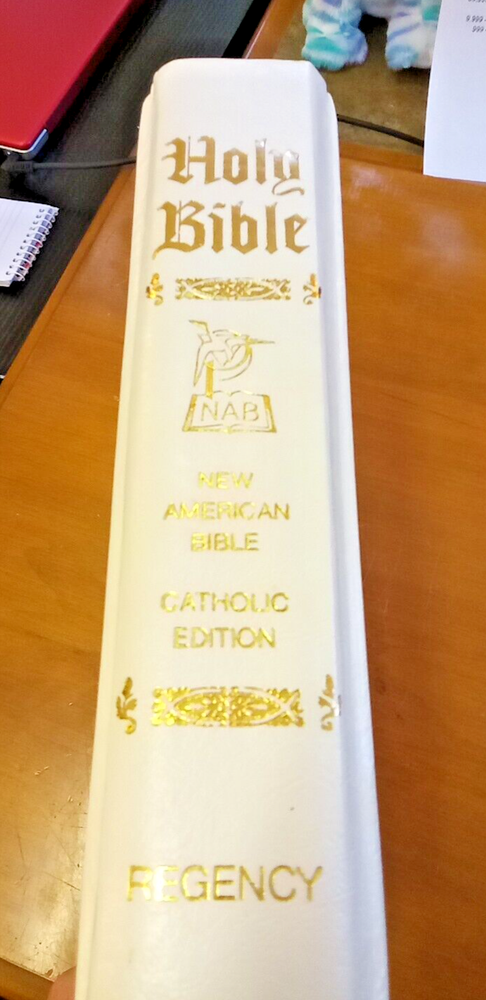 Holy
Bible
NAB
NEW
AMERICAN
BIBLE
CATHOLIC
EDITION
REGENCY